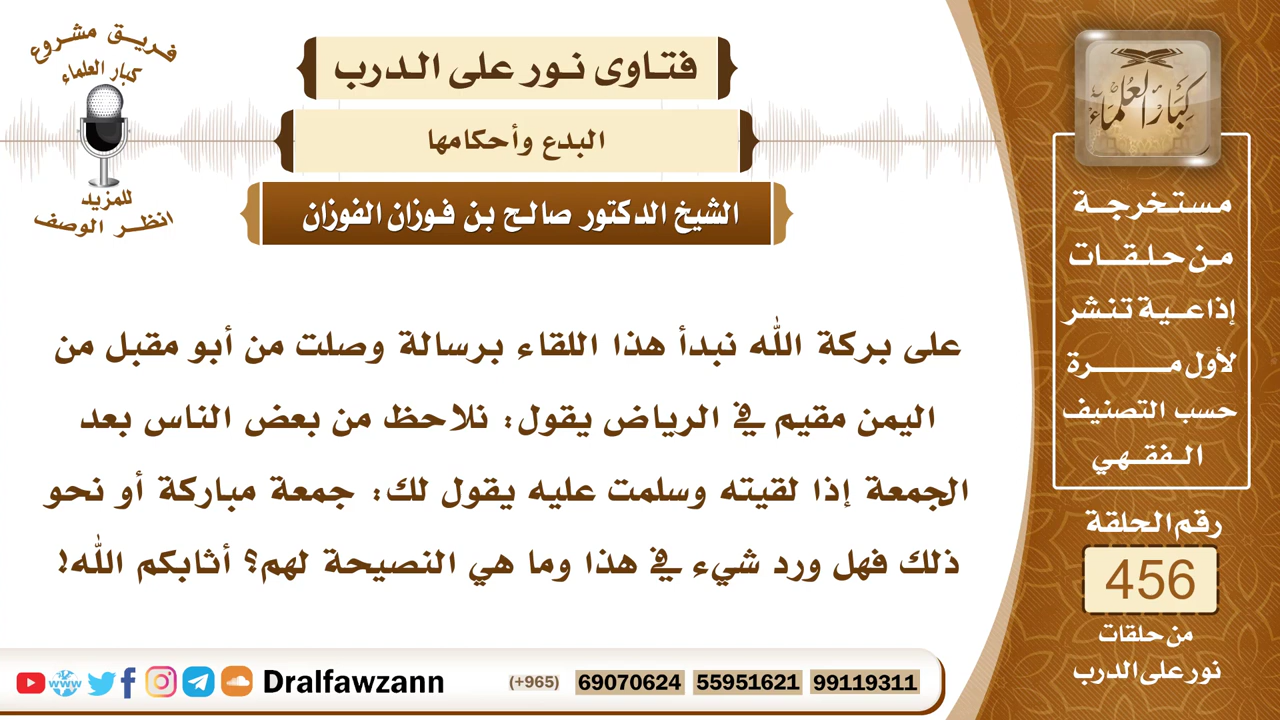 فريق مشروع
كبار العلماء
للمزيد
انظر الوصف
فتاوى نور على الدرب
البدع وأحكامها
الشيخ الدكتور صالح بن فوزان الفوزان
على بركة الله نبدأ هذا اللقاء برسالة وصلت من أبو مقبل من
اليمن مقيم في الرياض يقول: نلاحظ من بعض الناس بعد
الجمعة إذا لقيته وسلمت عليه يقول لك: جمعة مباركة أو نحو
ذلك فهل ورد شيء في هذا وما هي النصيحة لهم؟ أثابكم الله!
كبار العلماء
مستخرجة
من حلقات
إذاعية تنشر
لأول مرة
حسب التصنيف
الفقهي
رقم الحلقة
456
من حلقات
نور على الدرب
www Dralfawzann (+965) 69070624 55951621 99119311